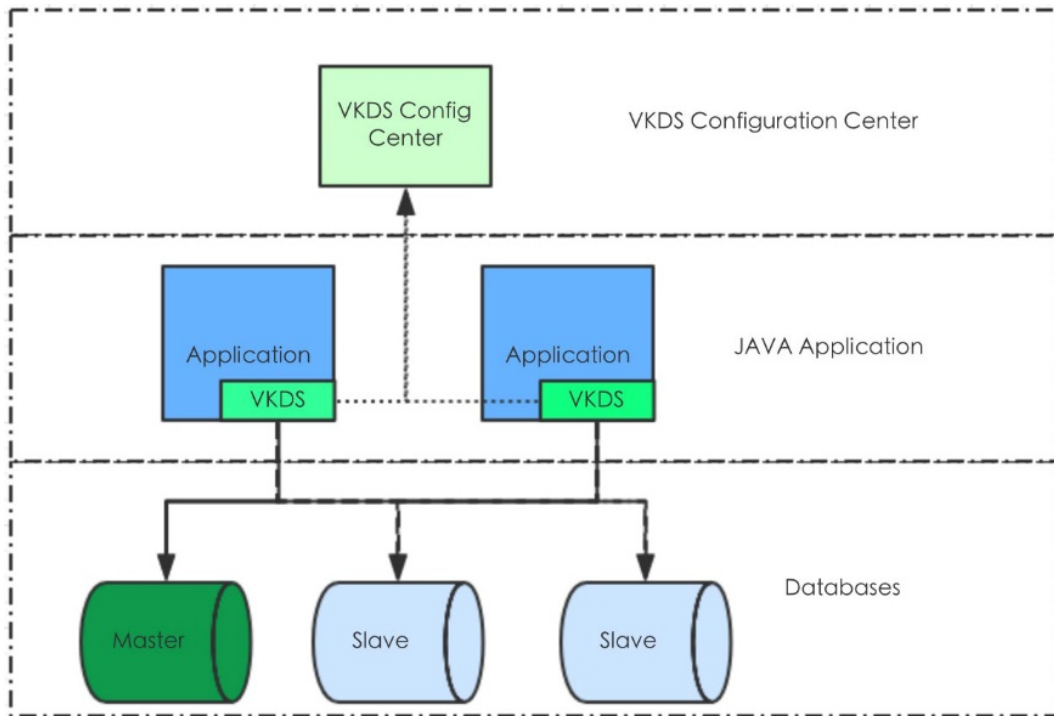 VKDS Config
Center
VKDS Configuration Center
Application
VKDS
Application
VKDS
JAVA Application
Master
Slave
Slave
Databases